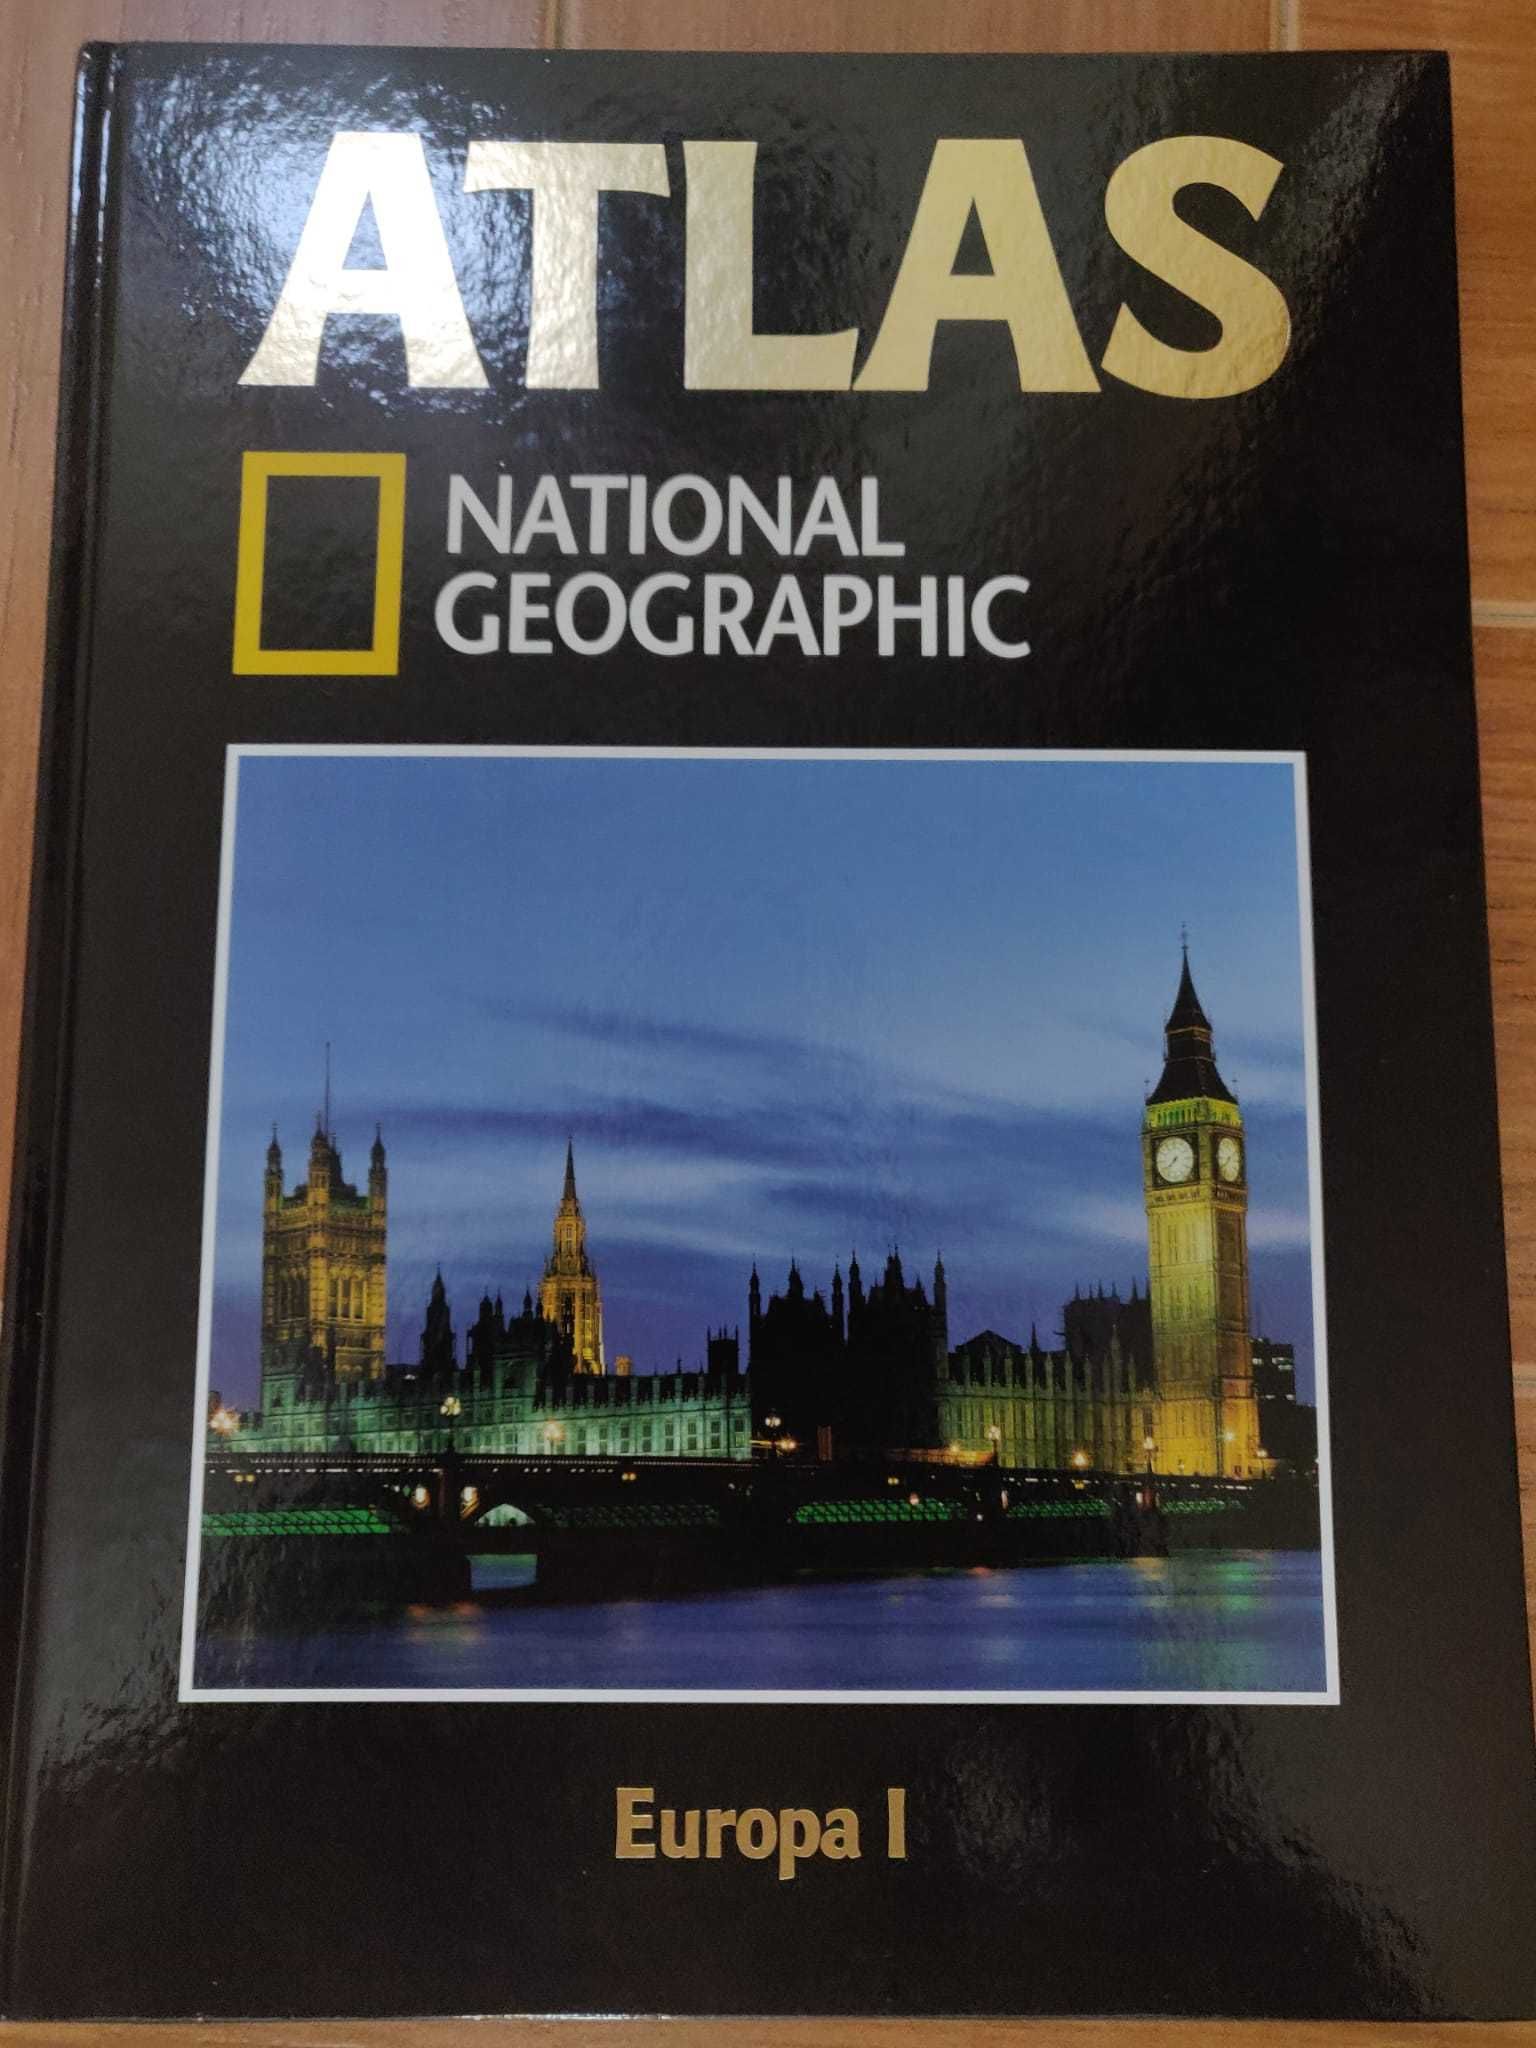 ATLAS
NATIONAL
GEOGRAPHIC
Europa I